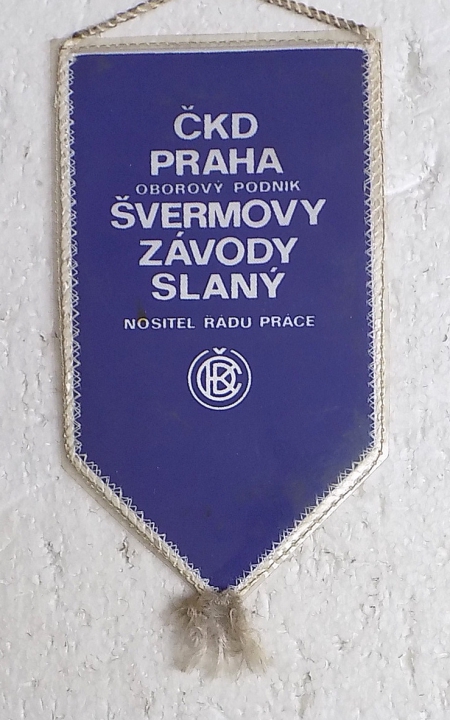 ČKD
PRAHA
OBOROVÝ PODNIK
ŠVERMOVY
ZÁVODY
SLANÝ
NOSITEL ŘÁDU PRÁCE
ČKD